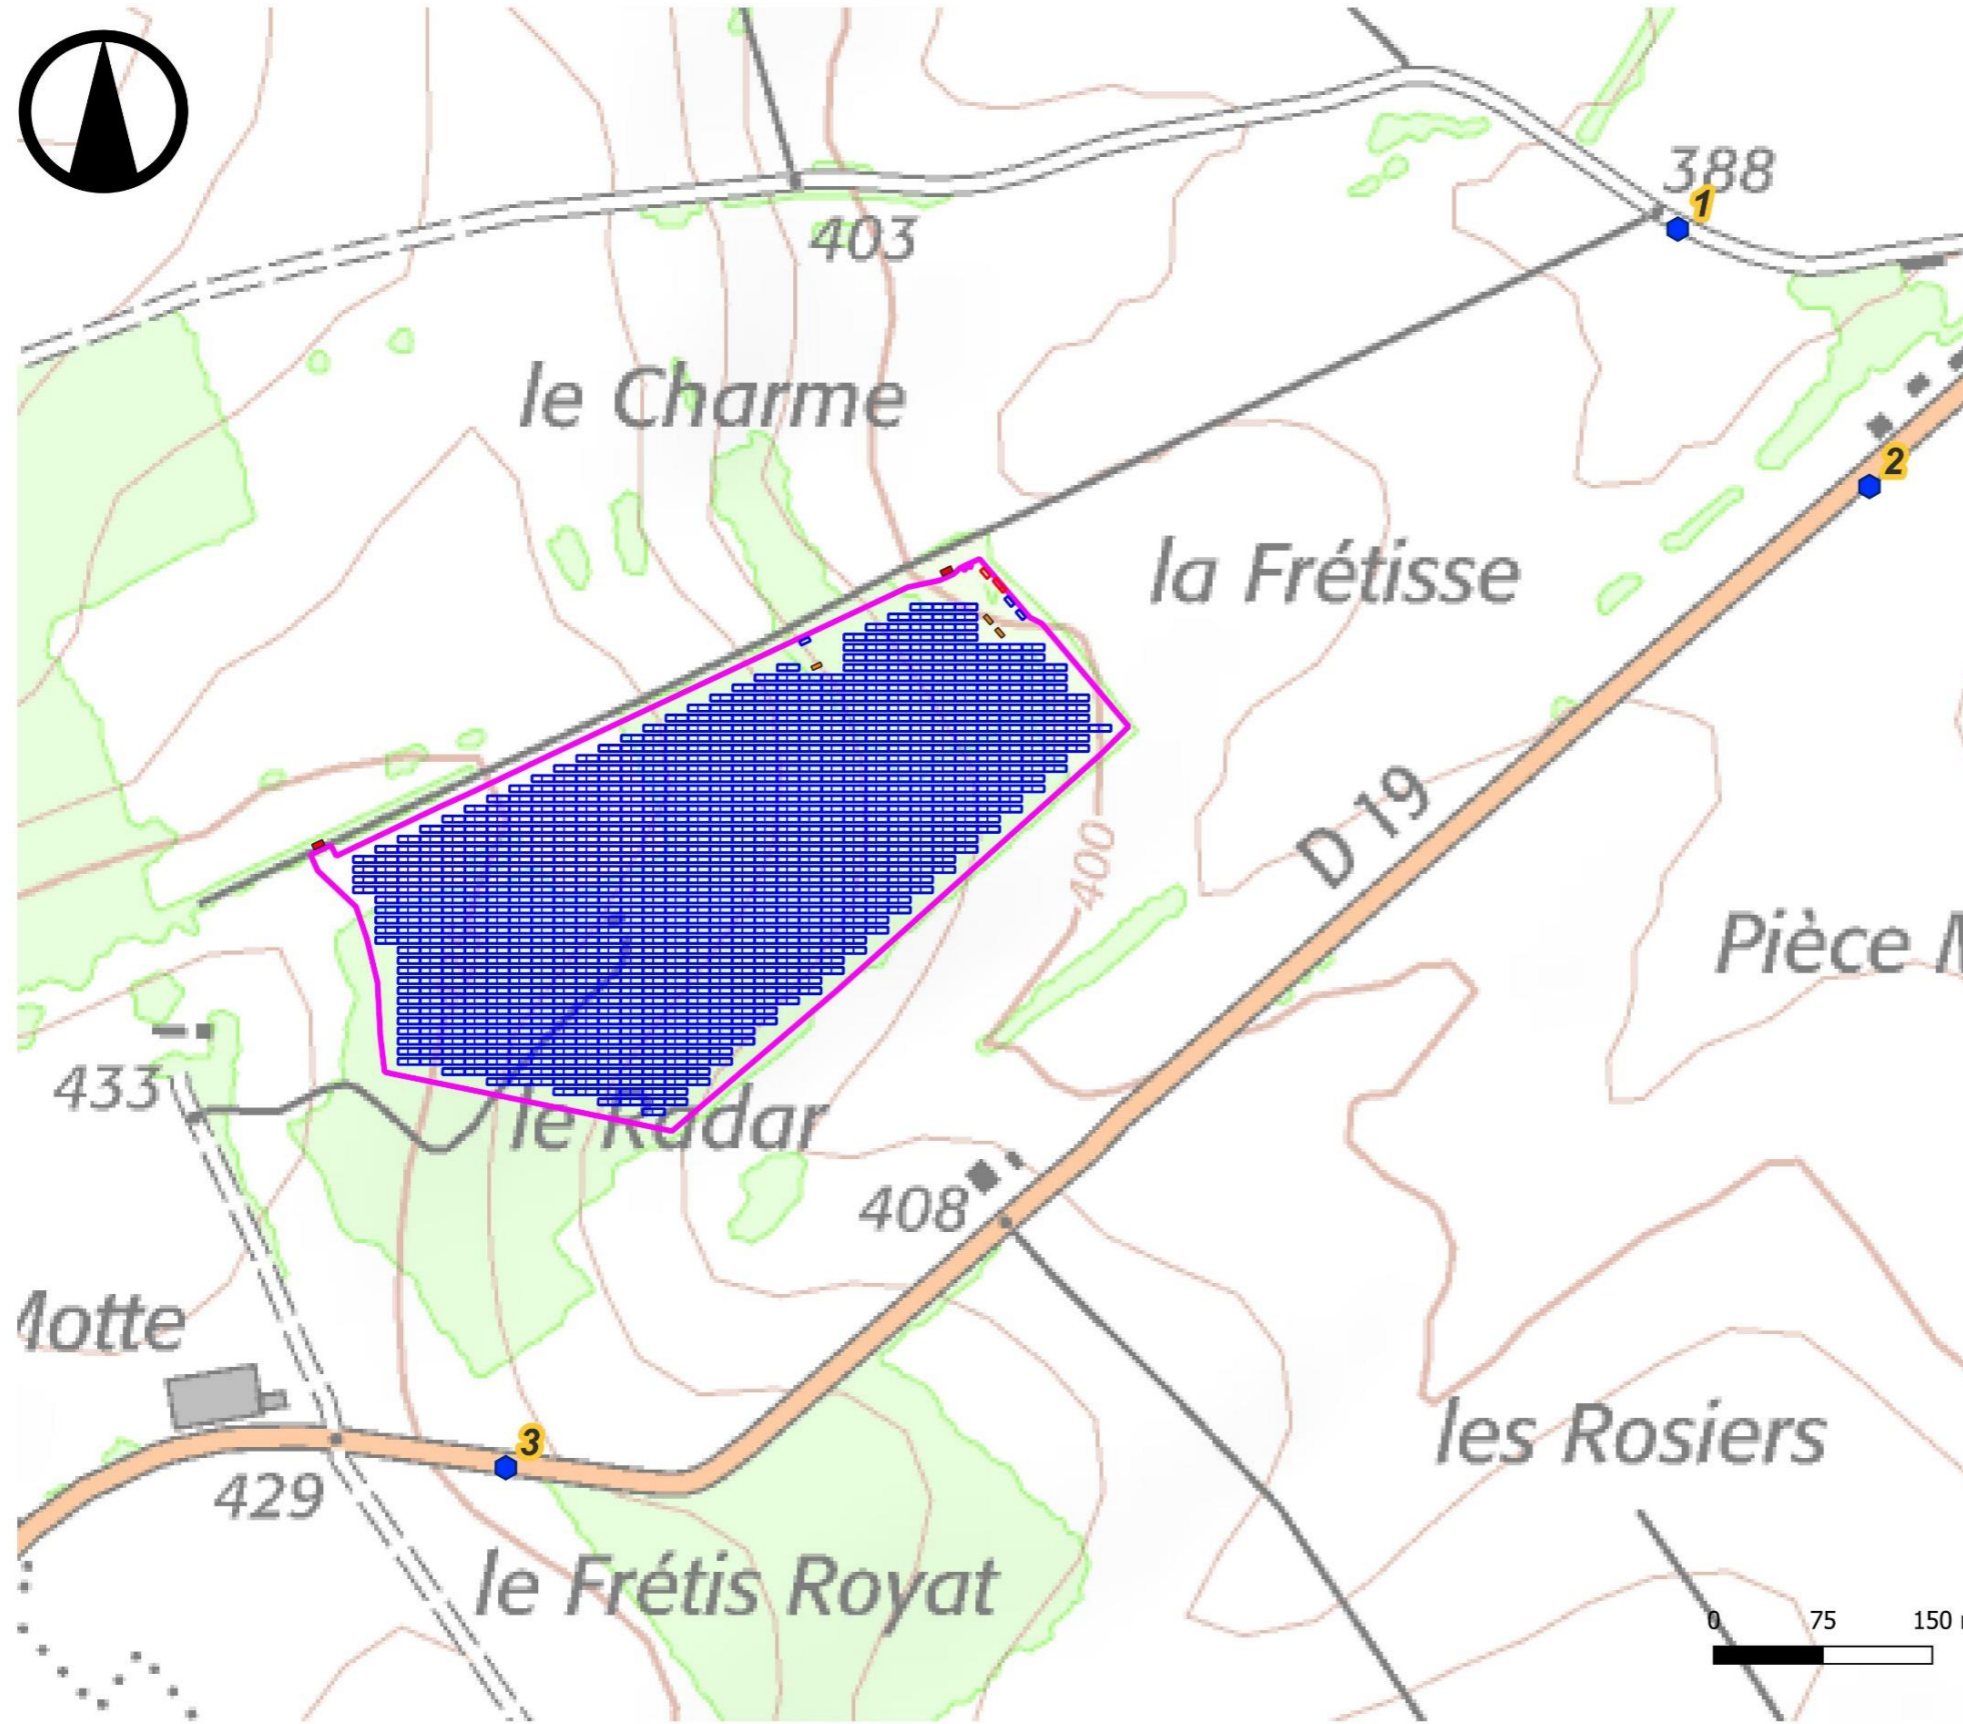 388
1
403
le Charme
2
la Frétisse
D 19
400
Pièce M
433
le Radar
408
Motte
3
les Rosiers
429
le Frétis Royat
0 75 150 m